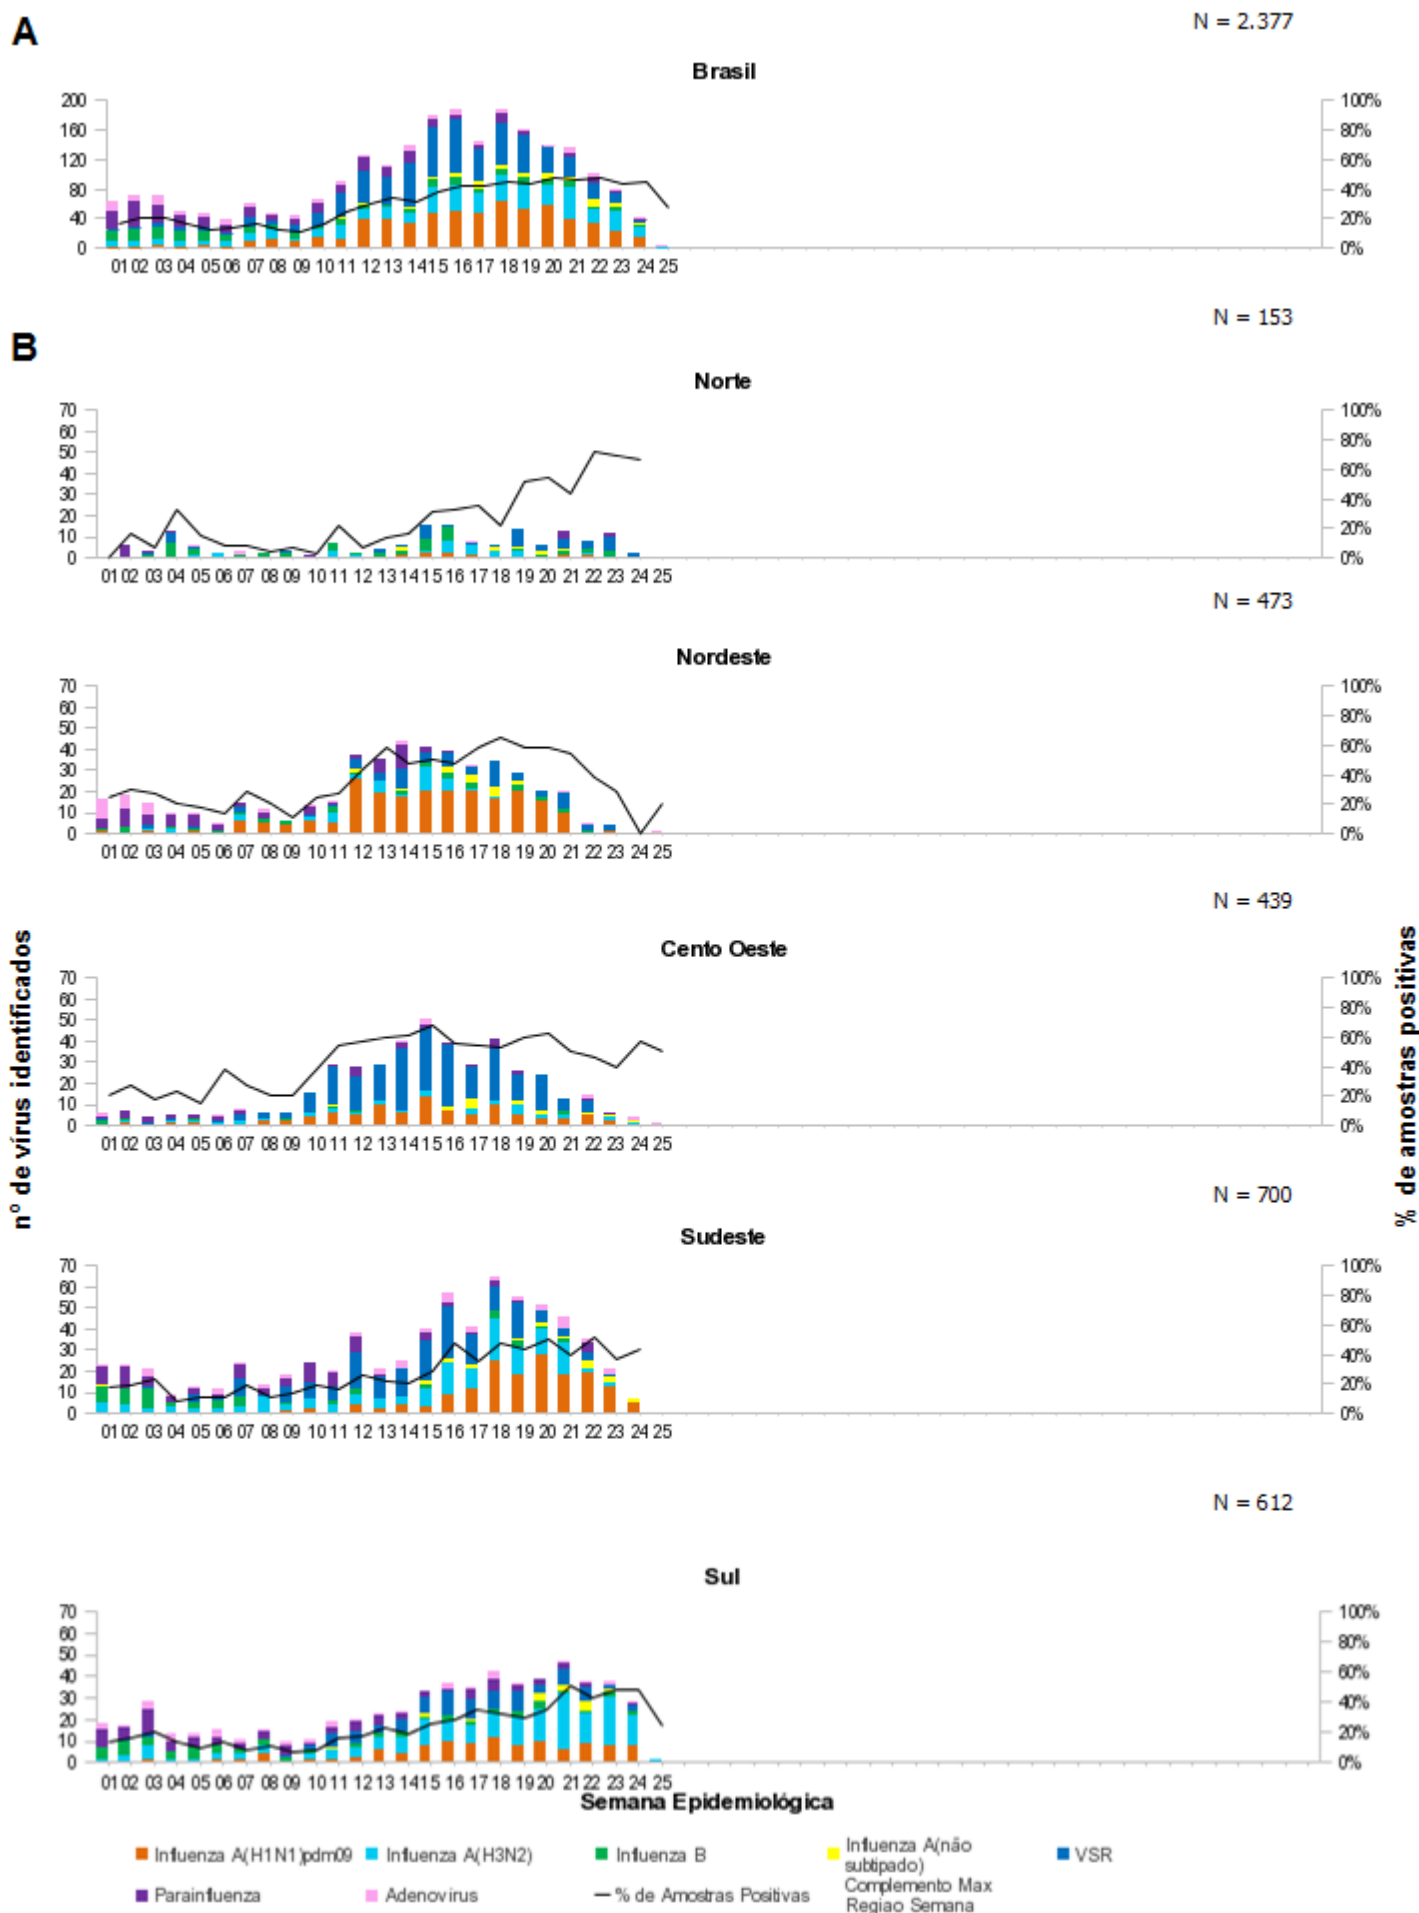 A
N = 2.377
Brasil
200
160
120
80
40
0
100%
80%
60%
40%
20%
0%
01 02 03 04 05 06 07 08 09 10 11 12 13 14 15 16 17 18 19 20 21 22 23 24 25
N = 153
B
Norte
70
60
50
40
30
20
10
0
100%
80%
60%
40%
20%
0%
01 02 03 04 05 06 07 08 09 10 11 12 13 14 15 16 17 18 19 20 21 22 23 24 25
N = 473
Nordeste
70
60
50
40
30
20
10
0
100%
80%
60%
40%
20%
0%
01 02 03 04 05 06 07 08 09 10 11 12 13 14 15 16 17 18 19 20 21 22 23 24 25
N = 439
Cento Oeste
70
60
50
40
30
20
10
0
100%
80%
60%
40%
20%
0%
01 02 03 04 05 06 07 08 09 10 11 12 13 14 15 16 17 18 19 20 21 22 23 24 25
nº de vírus identificados
% de amostras positivas
N = 700
Sudeste
70
60
50
40
30
20
10
0
100%
80%
60%
40%
20%
0%
01 02 03 04 05 06 07 08 09 10 11 12 13 14 15 16 17 18 19 20 21 22 23 24 25
N = 612
Sul
70
60
50
40
30
20
10
0
100%
80%
60%
40%
20%
0%
01 02 03 04 05 06 07 08 09 10 11 12 13 14 15 16 17 18 19 20 21 22 23 24 25
Semana Epidemiológica
Influenza A(H1N1)pdm09
Influenza A(H3N2)
Influenza B
Influenza A(não
subtipado)
VSR
Parainfluenza
Adenovírus
% de Amostras Positivas
Complemento Max
Regiao Semana